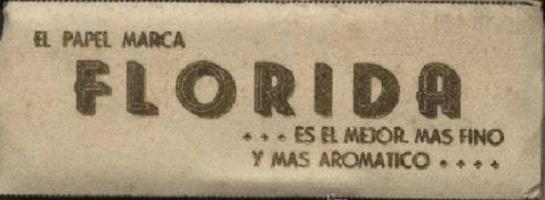 EL PAPEL MARCA
FLORIDA
... ES EL MEJOR MAS FINO
Y MAS AROMATICO ....